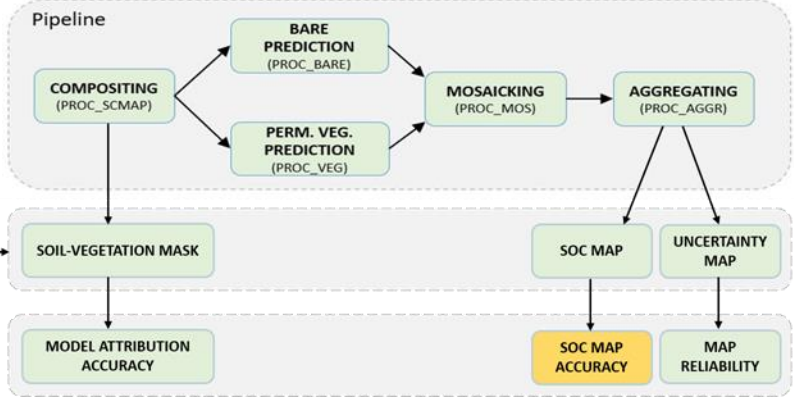 Pipeline
BARE
PREDICTION
(PROC_BARE)
COMPOSITING
(PROC_SCMAP)
MOSAICKING
(PROC_MOS)
AGGREGATING
(PROC_AGGR)
PERM. VEG.
PREDICTION
(PROC_VEG)
SOIL-VEGETATION MASK
SOC MAP
UNCERTAINTY
MAP
MODEL ATTRIBUTION
ACCURACY
SOC MAP
ACCURACY
MAP
RELIABILITY